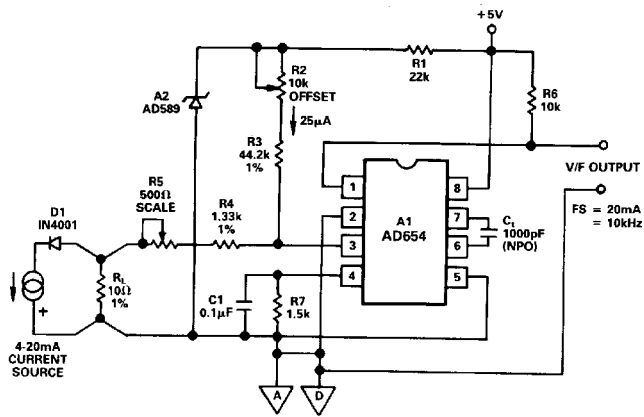 +5V
R2
10k
OFFSET
R1
22k
R6
10k
A2
AD589
25μA
R3
44.2k
1%
V/F OUTPUT
FS = 20mA
= 10kHz
R5
500Ω
SCALE
R4
1.33k
1%
1
2
3
4
8
7
6
5
A1
AD654
Ct
1000pF
(NPO)
D1
IN4001
RL
10Ω
1%
+
4-20mA
CURRENT
SOURCE
C1
0.1μF
R7
1.5k
A
D